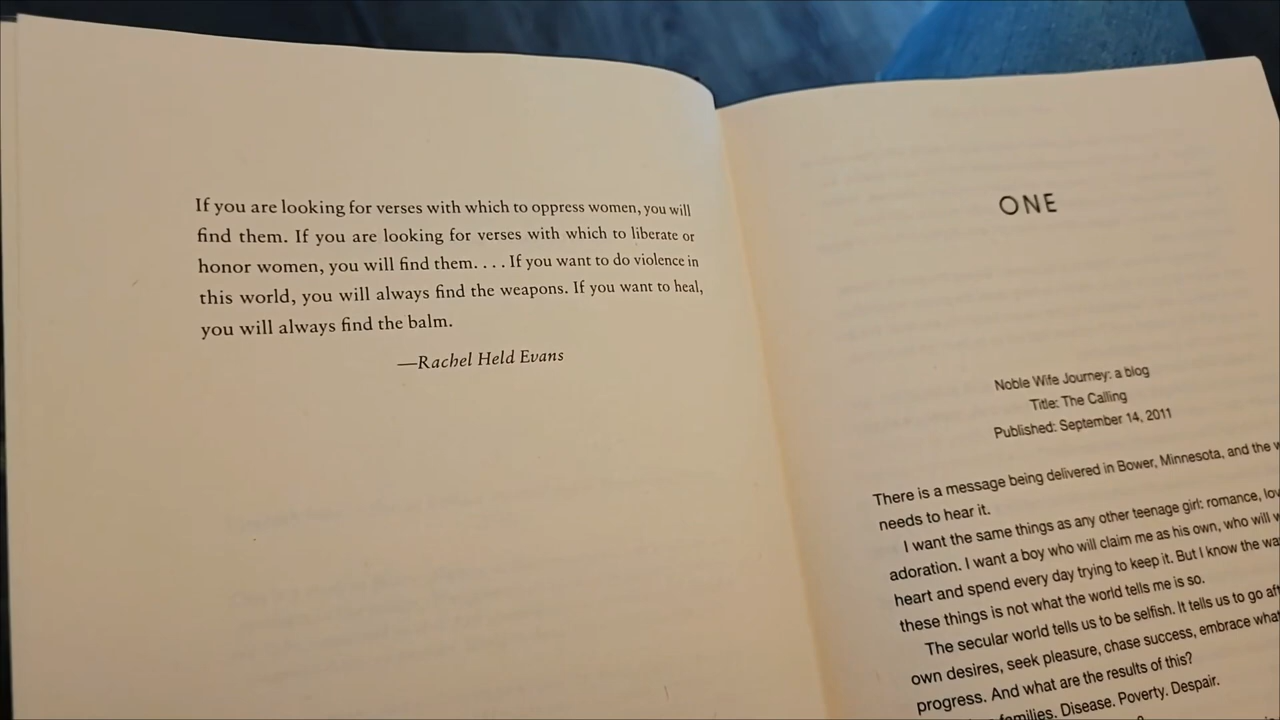 If you are looking for verses with which to oppress women, you will
find them. If you are looking for verses with which to liberate or
honor women, you will find them. . . . If you want to do violence in
this world, you will always find the weapons. If you want to heal,
you will always find the balm.
—Rachel Held Evans
ONE
Noble Wife Journey: a blog
Title: The Calling
Published: September 14, 2011
There is a message being delivered in Bower, Minnesota, and the
needs to hear it.
I want the same things as any other teenage girl: romance,
adoration. I want a boy who will claim me as his own, who will
heart and spend every day trying to keep it. But I know the
these things is not what the world tells me is so.
The secular world tells us to be selfish. It tells us to go
own desires, seek pleasure, chase success, embrace
progress. And what are the results of this?
families. Disease. Poverty. Despair.